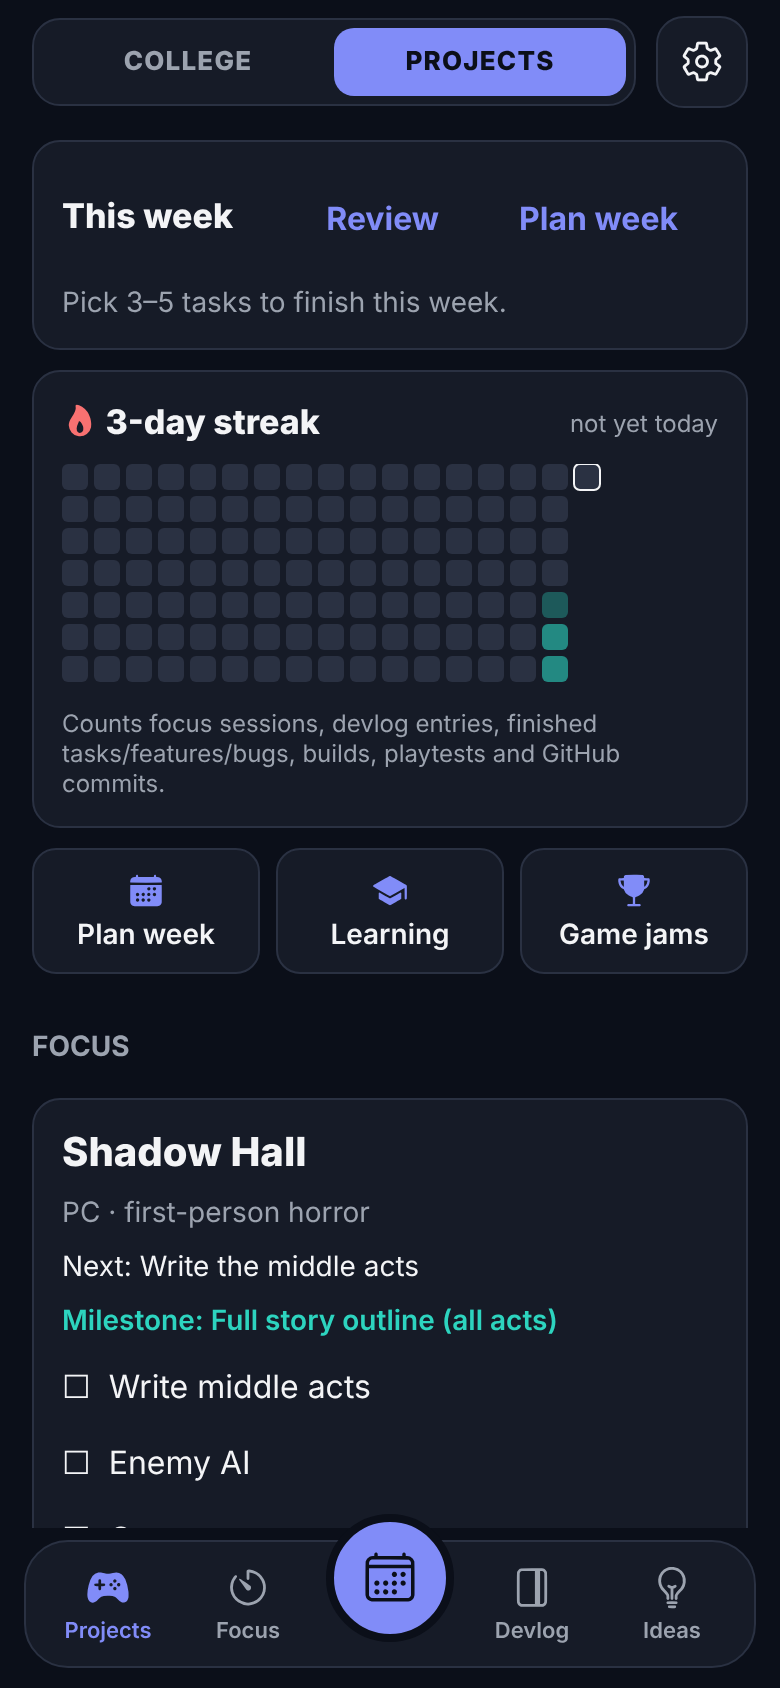 COLLEGE
PROJECTS
This week
Review
Plan week
Pick 3–5 tasks to finish this week.
3-day streak
not yet today
Counts focus sessions, devlog entries, finished
tasks/features/bugs, builds, playtests and GitHub
commits.
Plan week
Learning
Game jams
FOCUS
Shadow Hall
PC · first-person horror
Next: Write the middle acts
Milestone: Full story outline (all acts)
Write middle acts
Enemy AI
Projects
Focus
Devlog
Ideas